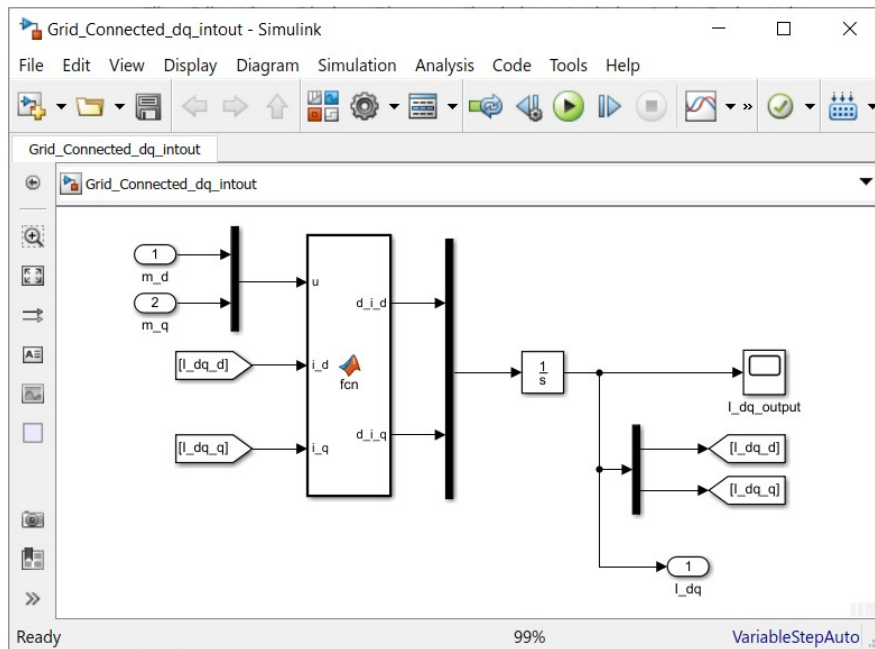 Grid_Connected_dq_intout - Simulink
File Edit View Display Diagram Simulation Analysis Code Tools Help
Grid_Connected_dq_intout
Grid_Connected_dq_intout
1
m_d
2
m_q
[I_dq_d]
[I_dq_q]
u
i_d
i_q
d_i_d
fcn
d_i_q
1
s
I_dq_output
[I_dq_d]
[I_dq_q]
1
I_dq
Ready 99% VariableStepAuto